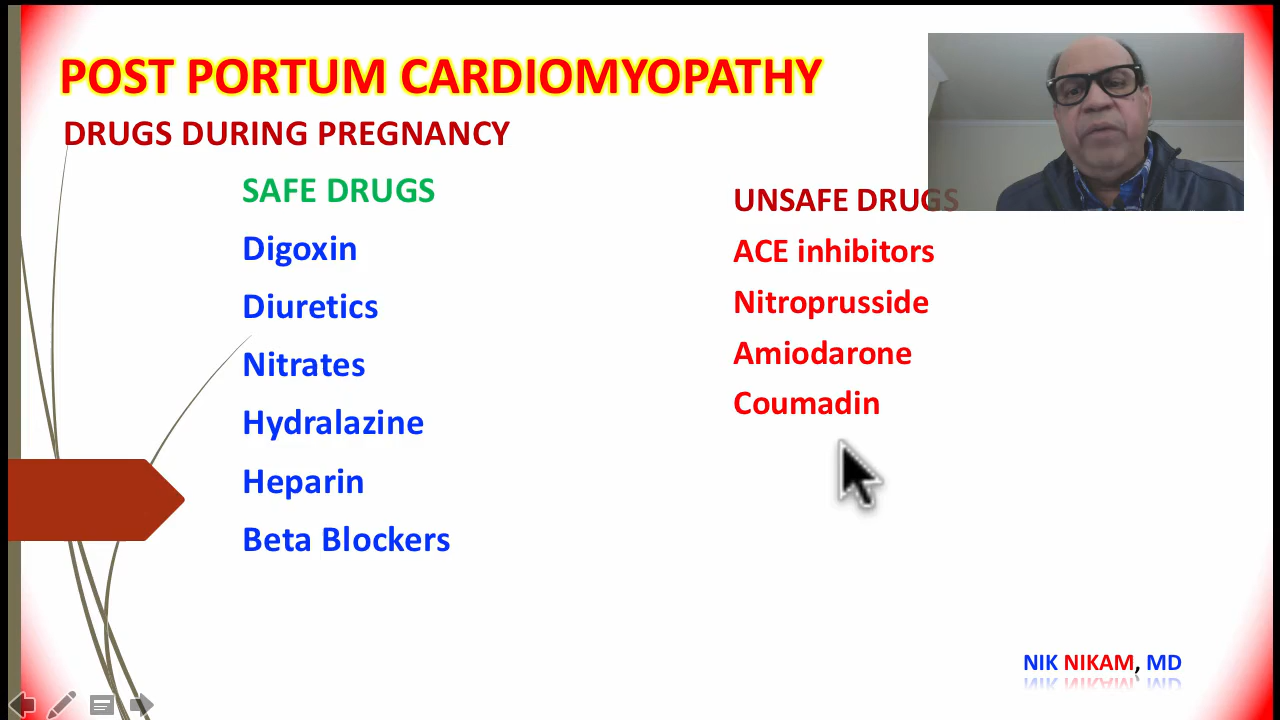 POST PORTUM CARDIOMYOPATHY
DRUGS DURING PREGNANCY
SAFE DRUGS
Digoxin
Diuretics
Nitrates
Hydralazine
Heparin
Beta Blockers
UNSAFE DRUGS
ACE inhibitors
Nitroprusside
Amiodarone
Coumadin
NIK NIKAM, MD